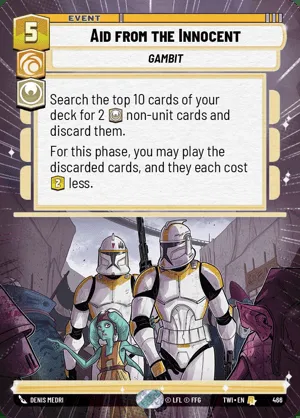 EVENT
5
AID FROM THE INNOCENT
GAMBIT
Search the top 10 cards of your
deck for 2 non-unit cards and
discard them.
For this phase, you may play the
discarded cards, and they each cost
2 less.
DENIS MEDRI
© LFL © FFG
TWI • EN
466